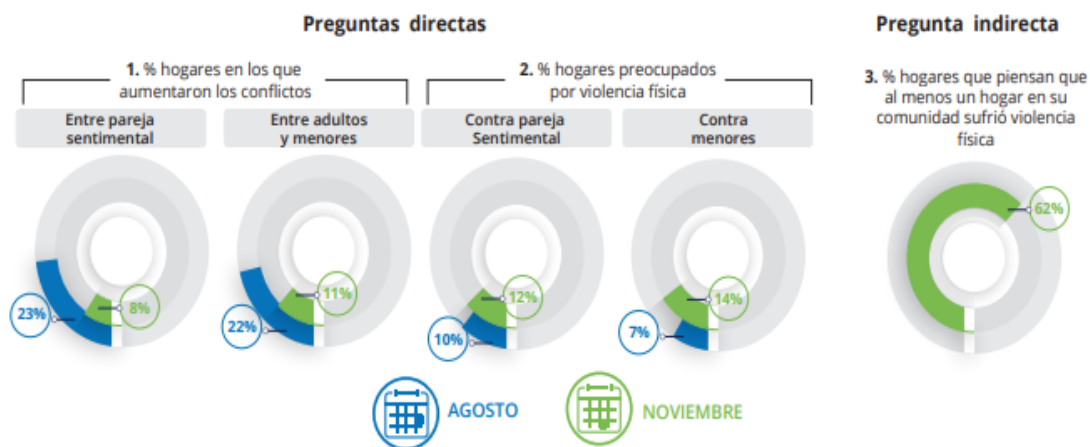 Preguntas directas
Pregunta indirecta
1. % hogares en los que
aumentaron los conflictos
2. % hogares preocupados
por violencia física
3. % hogares que piensan que
al menos un hogar en su
comunidad sufrió violencia
física
Entre pareja
sentimental
Entre adultos
y menores
Contra pareja
Sentimental
Contra
menores
23%
8%
22%
11%
10%
12%
7%
14%
62%
AGOSTO
NOVIEMBRE